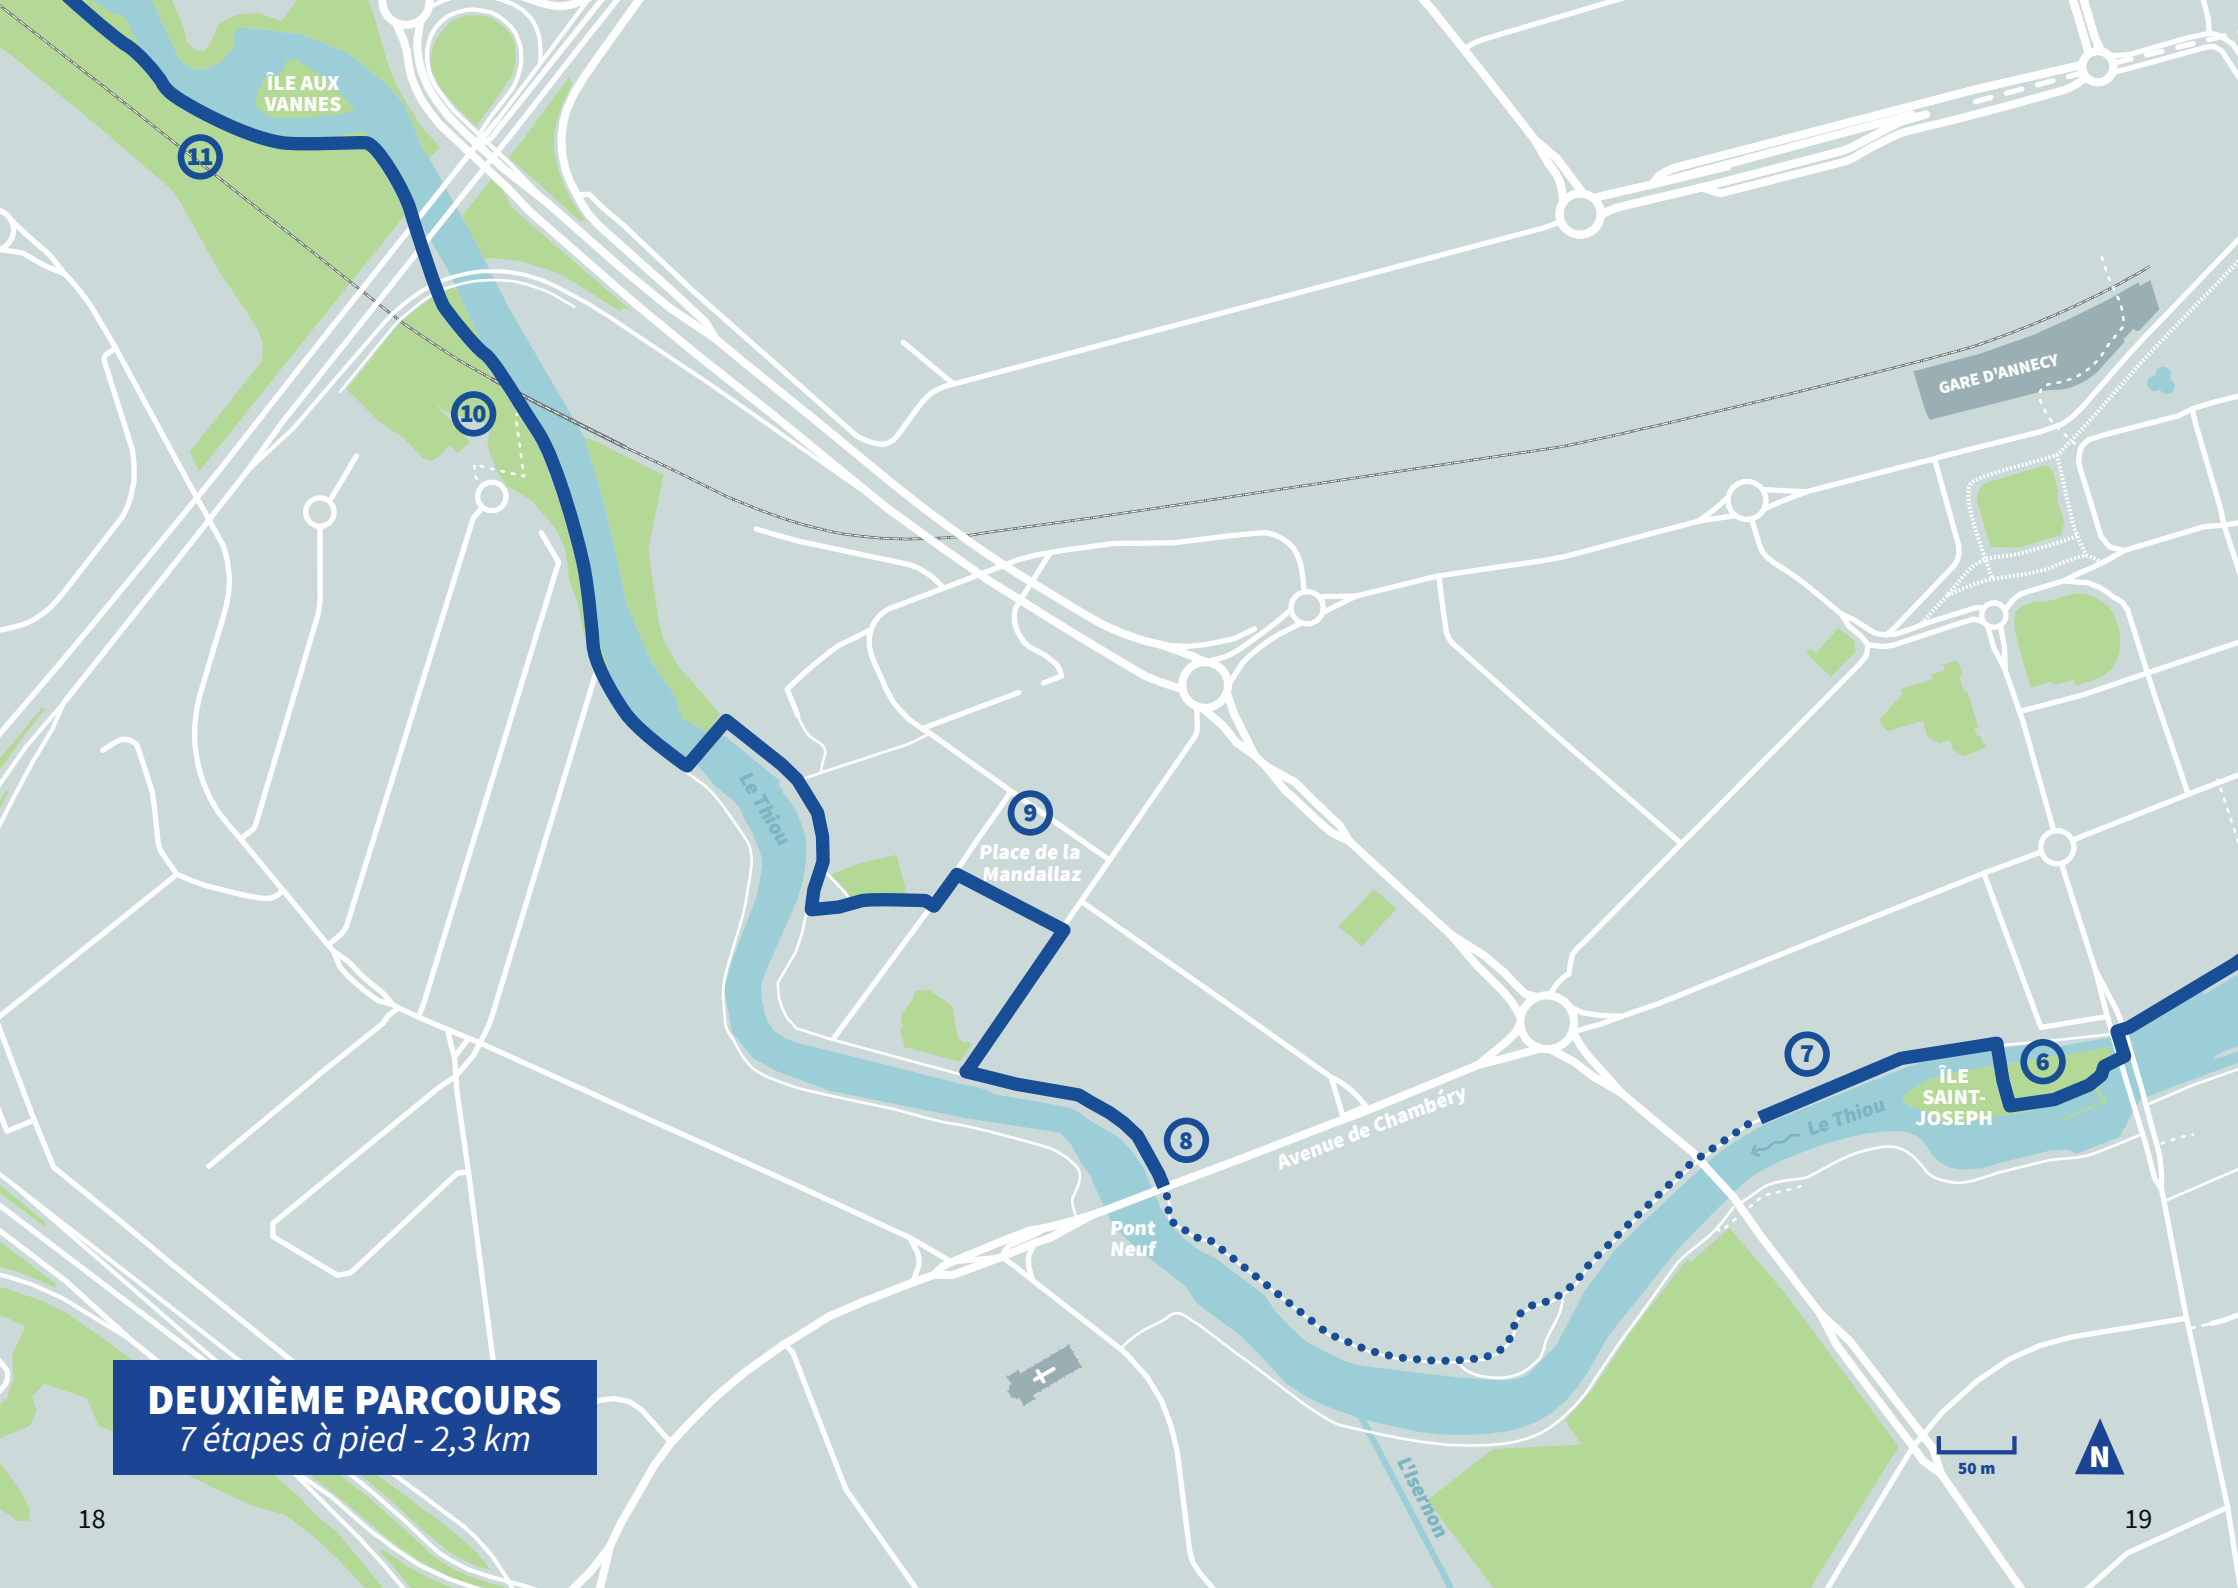 ÎLE AUX
VANNES
11
10
GARE D'ANNECY
Le Thiou
9
Place de la
Mandallaz
8
Avenue de Chambéry
Pont
Neuf
7
6
ÎLE
SAINT-
JOSEPH
Le Thiou
L'Isernon
DEUXIÈME PARCOURS
7 étapes à pied - 2,3 km
50 m
N
18
19